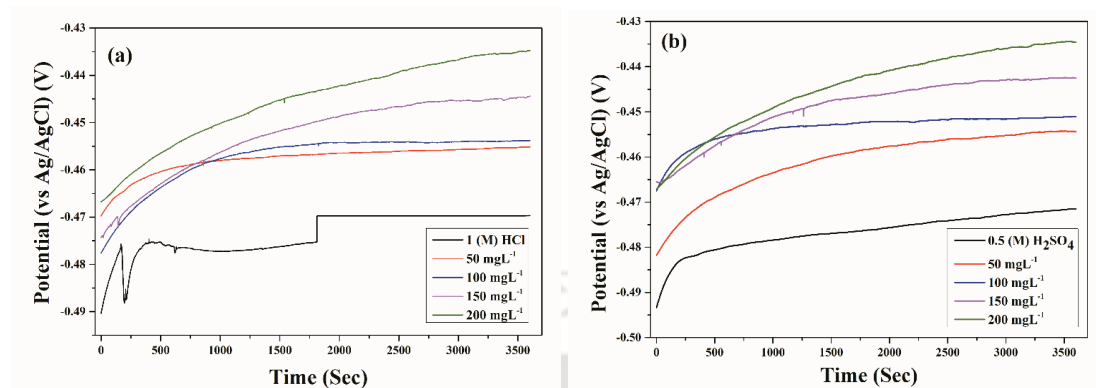 (a)
Potential (vs Ag/AgCl) (V)
-0.43
-0.44
-0.45
-0.46
-0.47
-0.48
-0.49
0 500 1000 1500 2000 2500 3000 3500
Time (Sec)
1 (M) HCl
50 mgL⁻¹
100 mgL⁻¹
150 mgL⁻¹
200 mgL⁻¹
(b)
Potential (vs Ag/AgCl) (V)
-0.43
-0.44
-0.45
-0.46
-0.47
-0.48
-0.49
-0.50
0 500 1000 1500 2000 2500 3000 3500
Time (Sec)
0.5 (M) H₂SO₄
50 mgL⁻¹
100 mgL⁻¹
150 mgL⁻¹
200 mgL⁻¹